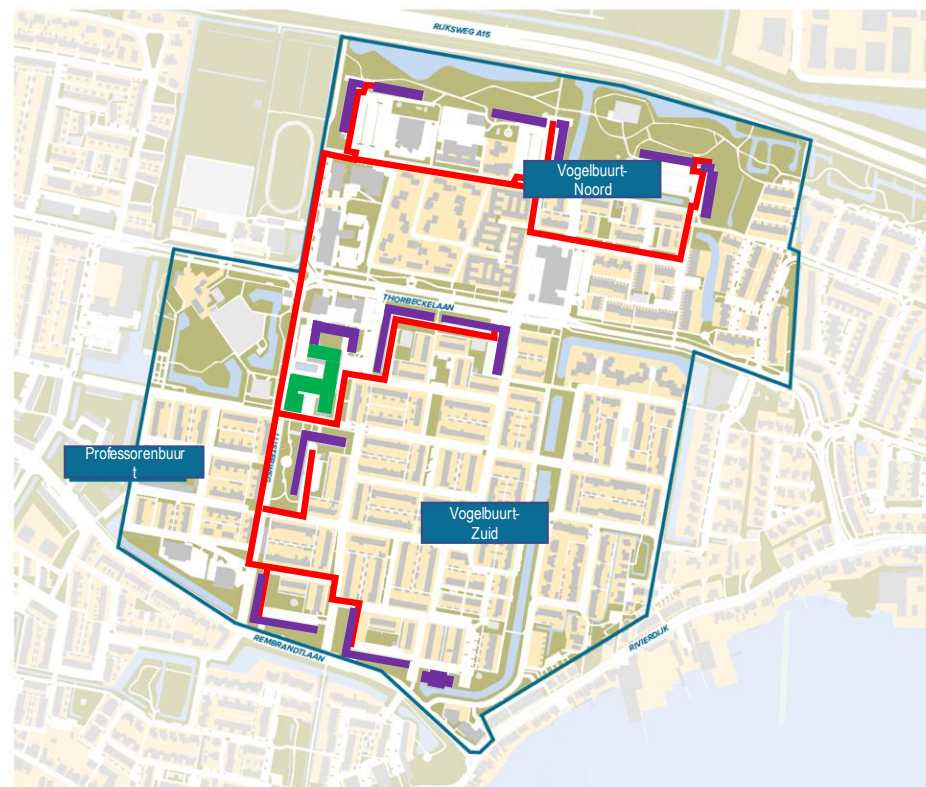 RIJKSWEG A15
Vogelbuurt-
Noord
THORBECKELAAN
Professorenbuur
t
Vogelbuurt-
Zuid
REMBRANDTLAAN
RIVIERDIJK